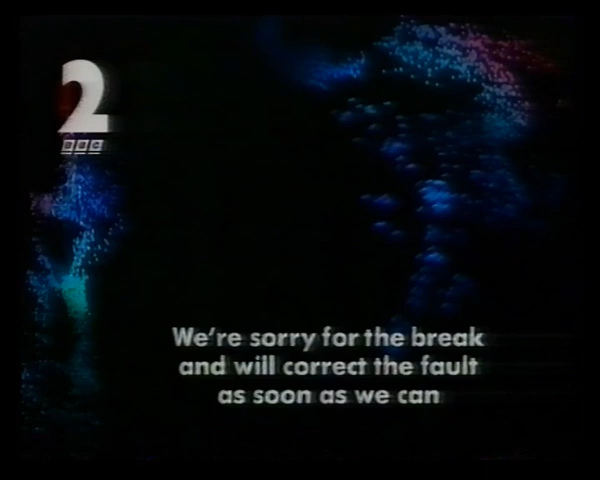 2
BBC
We're sorry for the break
and will correct the fault
as soon as we can